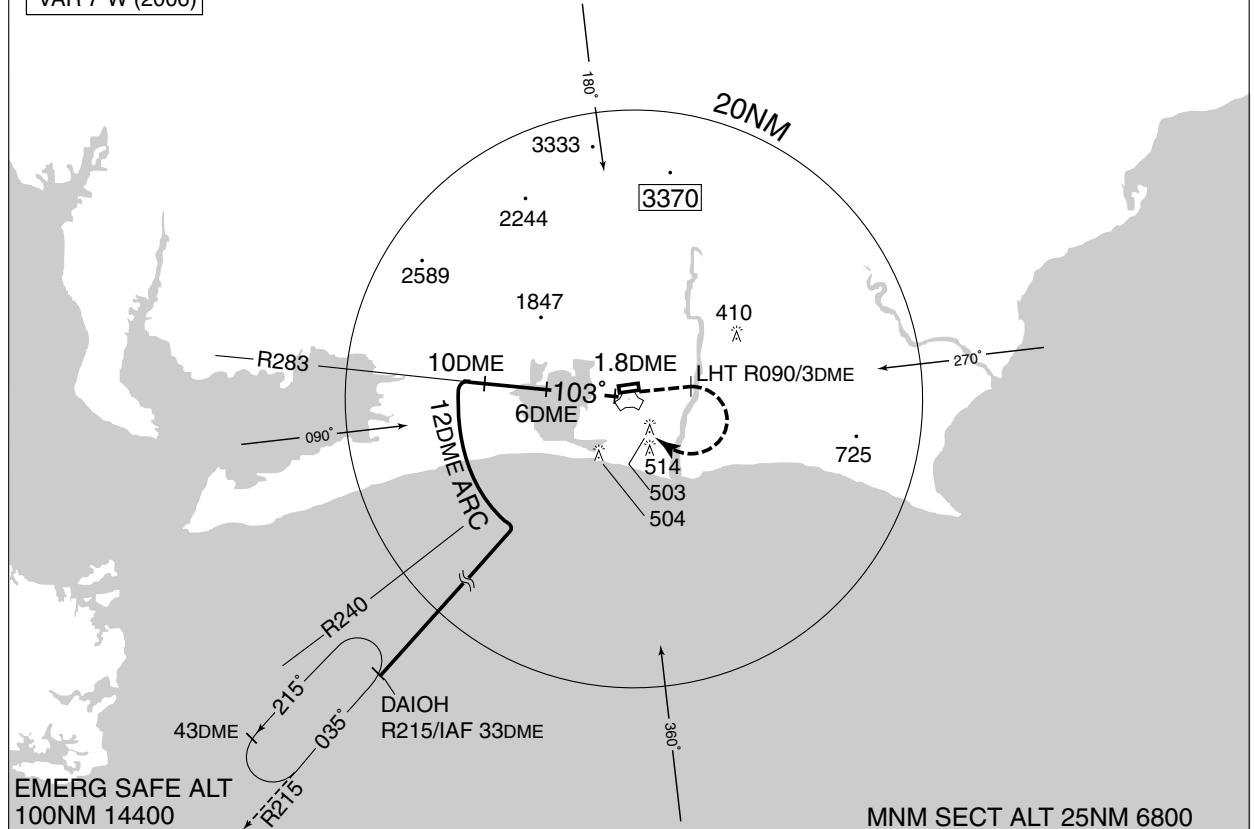 VAR 7°W (2006)
180°
20NM
3333
3370
2244
2589
1847
410
R283
10DME
1.8DME
270°
LHT R090/3DME
103°
6DME
090°
12DME ARC
725
514
503
504
R240
215°
035°
DAIOH
R215/IAF 33DME
43DME
360°
R215
EMERG SAFE ALT
100NM 14400
MNM SECT ALT 25NM 6800